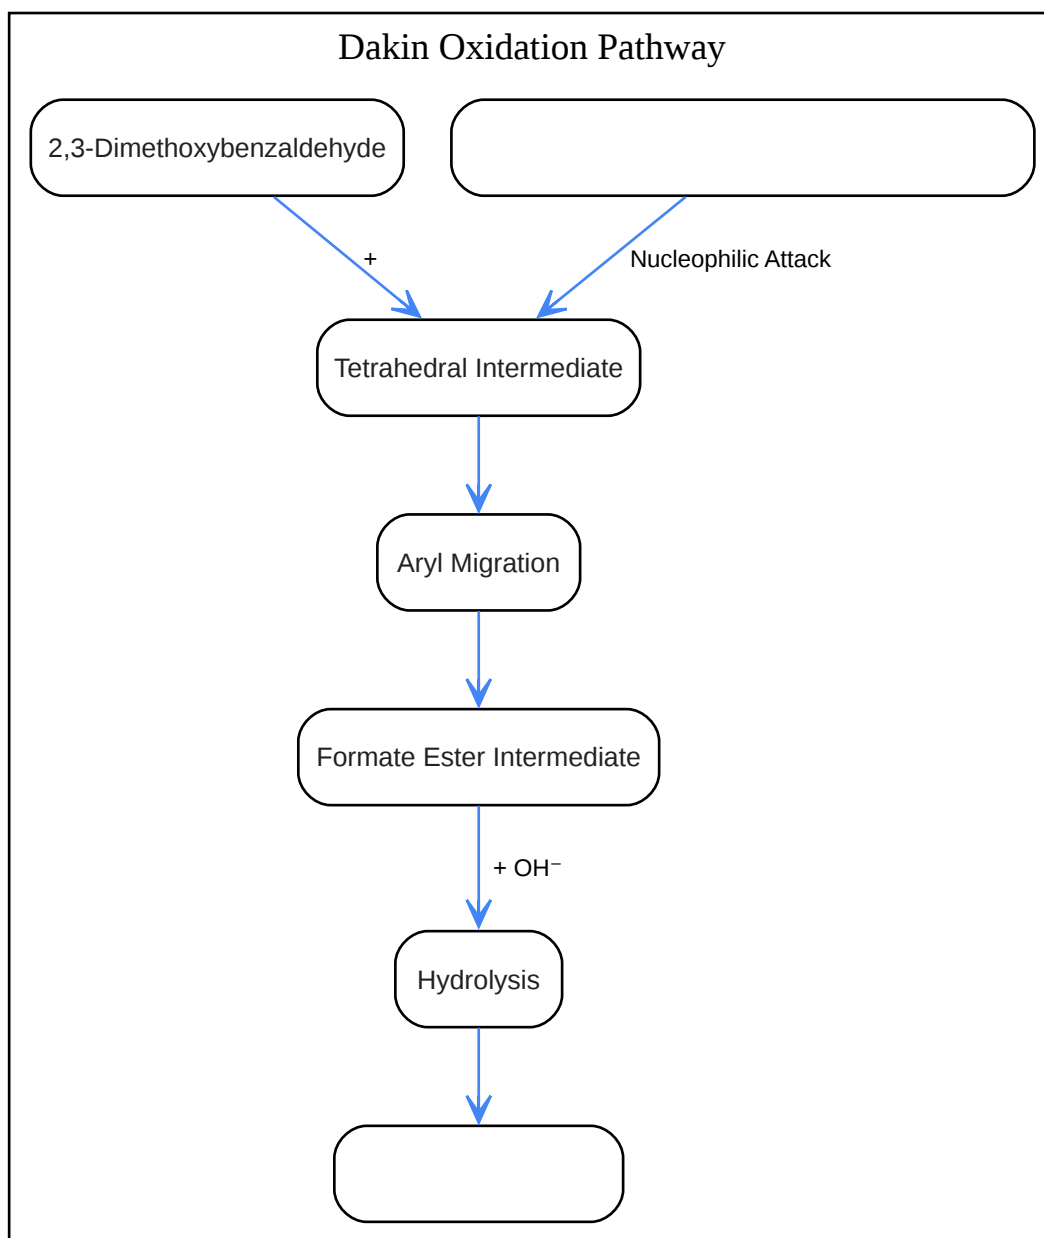 Dakin Oxidation Pathway
2,3-Dimethoxybenzaldehyde
+
Nucleophilic Attack
Tetrahedral Intermediate
Aryl Migration
Formate Ester Intermediate
+ OH⁻
Hydrolysis